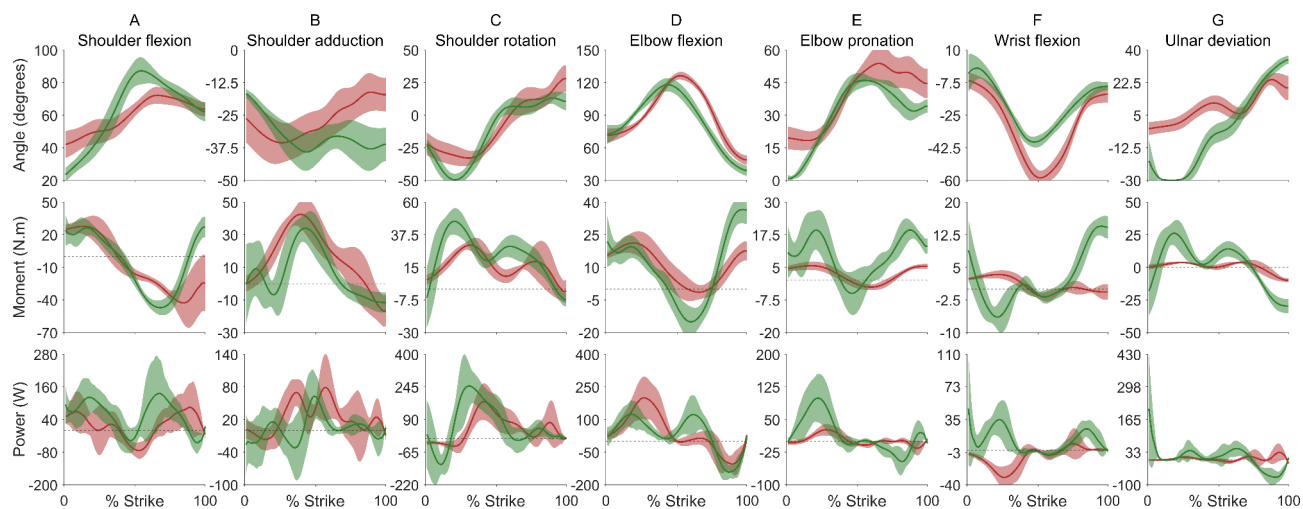 A B C D E F G
Shoulder flexion Shoulder adduction Shoulder rotation Elbow flexion Elbow pronation Wrist flexion Ulnar deviation
Angle (degrees)
100 80 60 40 20
0 -12.5 -25 -37.5 -50
50 25 0 -25 -50
150 120 90 60 30
60 45 30 15 0
10 -7.5 -25 -42.5 -60
40 22.5 5 -12.5 -30
Moment (N.m)
50 20 -10 -40 -70
50 30 10 -10 -30
60 37.5 15 -7.5 -30
40 25 10 -5 -20
30 17.5 5 -7.5 -20
20 12.5 5 -2.5 -10
50 25 0 -25 -50
Power (W)
280 160 40 -80 -200
140 80 20 -40 -100
400 245 90 -65 -220
400 250 100 -50 -200
200 125 50 -25 -100
110 73 35 -3 -40
430 298 165 33 -100
0 % Strike 100 0 % Strike 100 0 % Strike 100 0 % Strike 100 0 % Strike 100 0 % Strike 100 0 % Strike 100